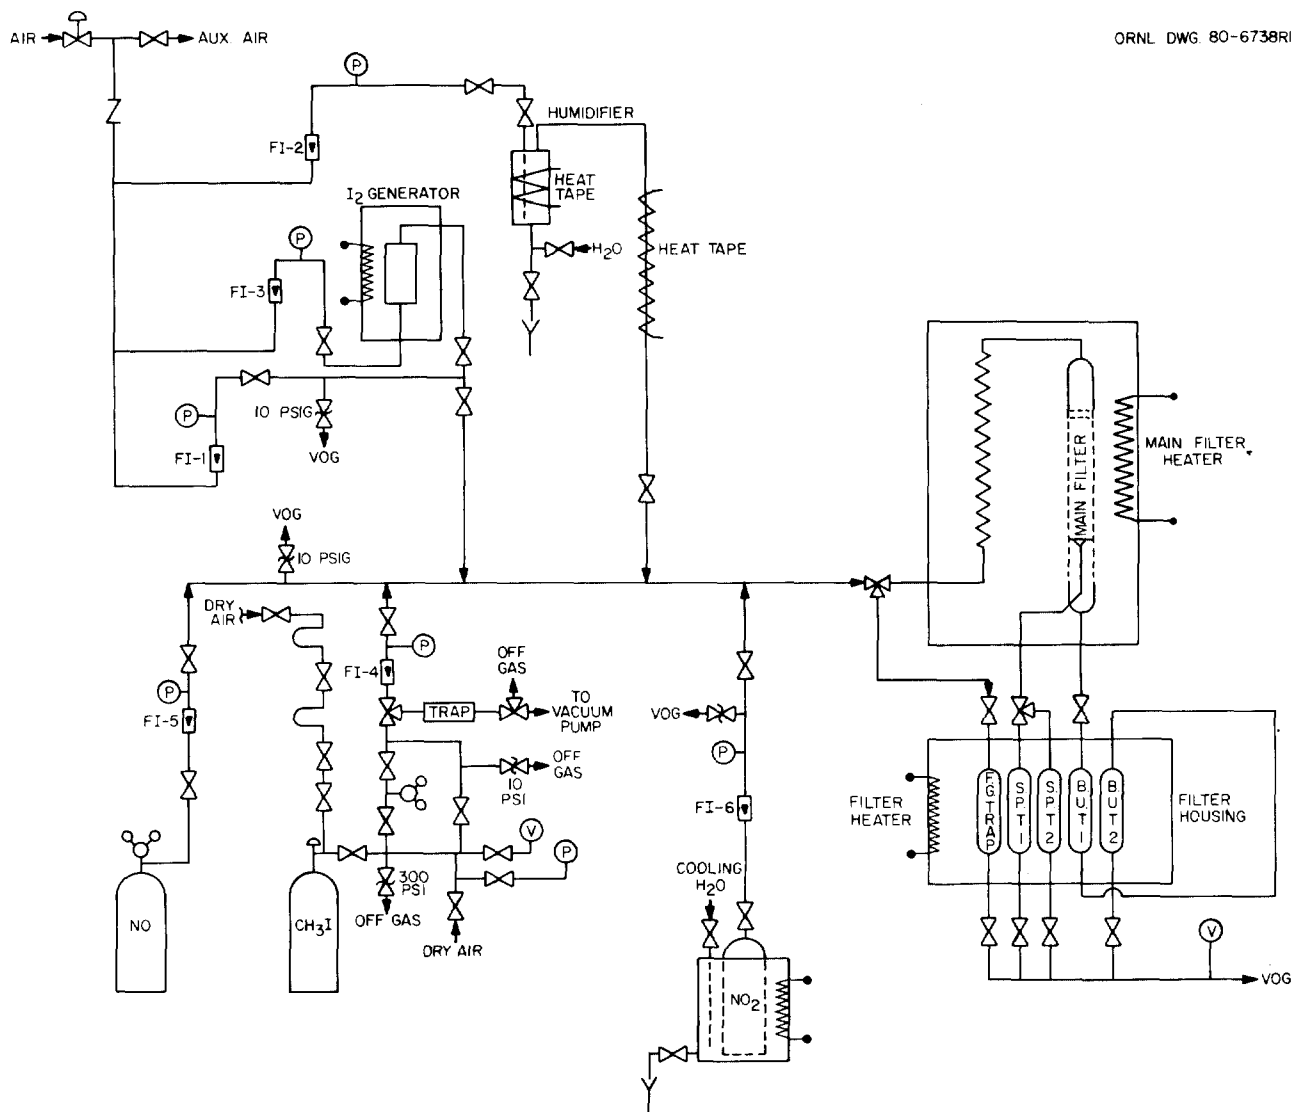 AIR
AUX. AIR
ORNL DWG. 80-6738R
P
HUMIDIFIER
FI-2
HEAT
TAPE
I2 GENERATOR
P
H2O
HEAT TAPE
FI-3
P
10 PSIG
VOG
FI-1
MAIN FILTER
MAIN FILTER
HEATER
VOG
10 PSIG
DRY
AIR
P
FI-4
OFF
GAS
P
FI-5
TRAP
TO
VACUUM
PUMP
VOG
P
OFF
GAS
10
PSI
FI-6
FILTER
HEATER
F.G. TRAP
S.P.T 1
S.P.T 2
B.U.T 1
B.U.T 2
FILTER
HOUSING
V
P
COOLING
H2O
300
PSI
OFF GAS
DRY AIR
NO
CH3I
NO2
V
VOG